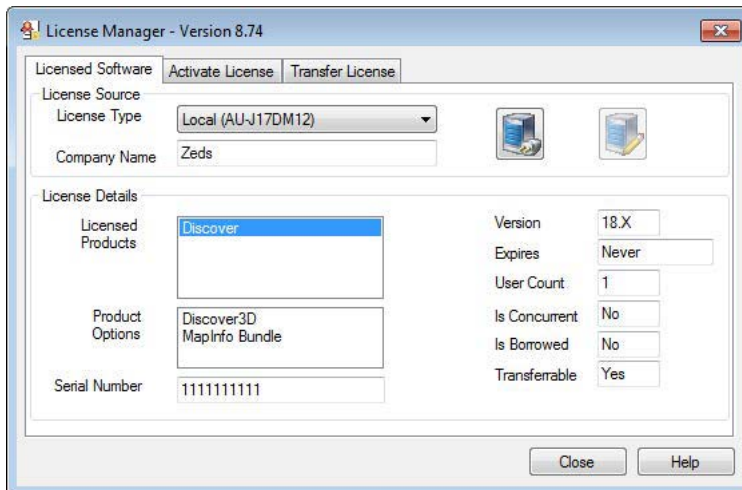 License Manager - Version 8.74
Licensed Software
Activate License
Transfer License
License Source
License Type
Local (AU-J17DM12)
Company Name
Zeds
License Details
Licensed Products
Discover
Product Options
Discover3D
MapInfo Bundle
Serial Number
1111111111
Version
18.X
Expires
Never
User Count
1
Is Concurrent
No
Is Borrowed
No
Transferrable
Yes
Close
Help